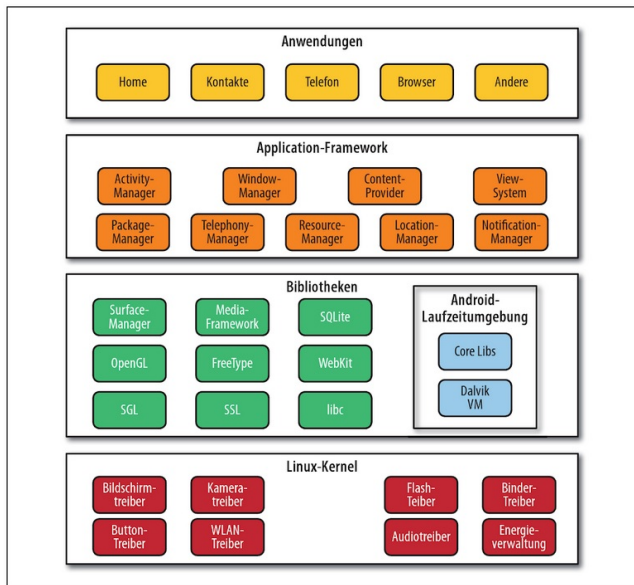 Anwendungen
Home Kontakte Telefon Browser Andere
Application-Framework
Activity- Window- Content- View-
Manager Manager Provider System
Package- Telephony- Resource- Location- Notification-
Manager Manager Manager Manager Manager
Bibliotheken
Android-
Laufzeitumgebung
Surface- Media- SQLite
Manager Framework
OpenGL FreeType WebKit
SGL SSL libc
Core Libs
Dalvik
VM
Linux-Kernel
Bildschirm- Kamera- Flash- Binder-
treiber treiber Teiber Treiber
Button- WLAN- Audiotreiber Energie-
Treiber Treiber verwaltung